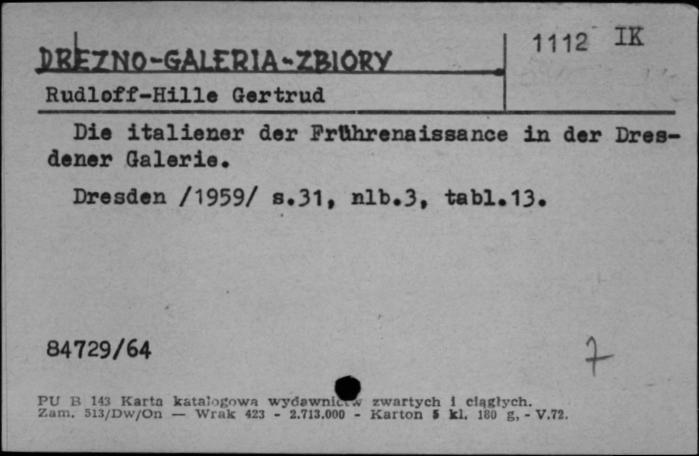 DREZNO-GALERIA-ZBIORY
1112 IK
Rudloff-Hille Gertrud
Die italiener der Frührenaissance in der Dres-
dener Galerie.
Dresden /1959/ s.31, nlb.3, tabl.13.
84729/64
7
PU B 143 Karta katalogowa wydawnictw zwartych i ciągłych.
Zam. 513/Dw/On — Wrak 423 - 2.713.000 - Karton 5 kl. 180 g, - V.72.